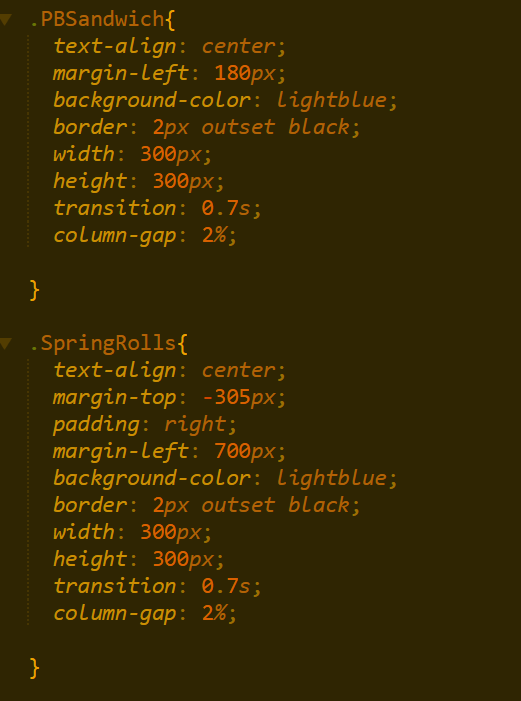 .PBSandwich{
text-align: center;
margin-left: 180px;
background-color: lightblue;
border: 2px outset black;
width: 300px;
height: 300px;
transition: 0.7s;
column-gap: 2%;
}
.SpringRolls{
text-align: center;
margin-top: -305px;
padding: right;
margin-left: 700px;
background-color: lightblue;
border: 2px outset black;
width: 300px;
height: 300px;
transition: 0.7s;
column-gap: 2%;
}